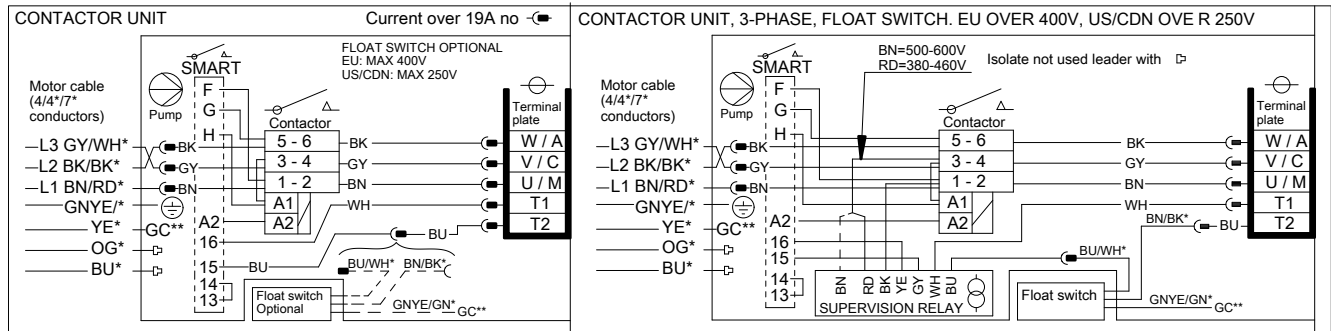 CONTACTOR UNIT
Current over 19A no
FLOAT SWITCH OPTIONAL
EU: MAX 400V
US/CDN: MAX 250V
SMART
Motor cable
(4/4*/7*
conductors)
Pump
F
G
H
Contactor
5 - 6
3 - 4
1 - 2
A1
A2
Terminal
plate
W / A
V / C
U / M
T1
T2
L3 GY/WH*
L2 BK/BK*
L1 BN/RD*
GNYE/*
YE*
OG*
BU*
BK
GY
BN
GC**
A2
16
15
14
13
BK
GY
BN
WH
BU
BU
BU/WH*
BN/BK*
Float switch
Optional
GNYE/GN*
GC**
CONTACTOR UNIT, 3-PHASE, FLOAT SWITCH. EU OVER 400V, US/CDN OVE R 250V
BN=500-600V
RD=380-460V
Isolate not used leader with
SMART
Motor cable
(4/4*/7*
conductors)
Pump
F
G
H
Contactor
5 - 6
3 - 4
1 - 2
A1
A2
Terminal
plate
W / A
V / C
U / M
T1
T2
L3 GY/WH*
L2 BK/BK*
L1 BN/RD*
GNYE/*
YE*
OG*
BU*
BK
GY
BN
GC**
A2
16
15
14
13
BK
GY
BN
WH
BN/BK*
BU
BU/WH*
BN
RD
BK
YE
GY
WH
BU
SUPERVISION RELAY
Float switch
GNYE/GN*
GC**